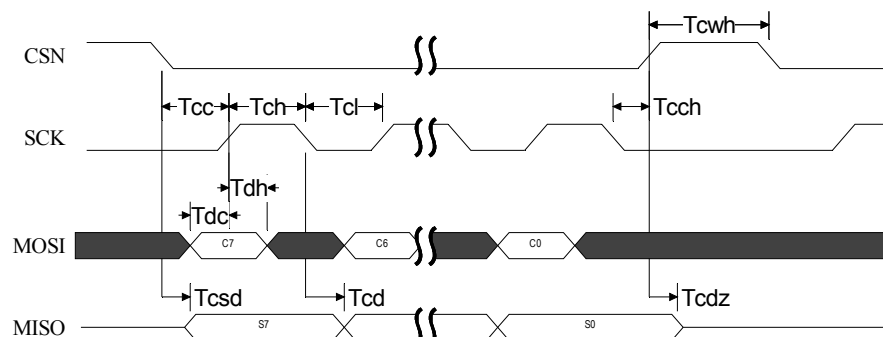 Tcwh
CSN
Tcc Tch Tcl Tcch
SCK
Tdh
Tdc
MOSI C7 C6 C0
Tcsd Tcd Tcdz
MISO S7 S0